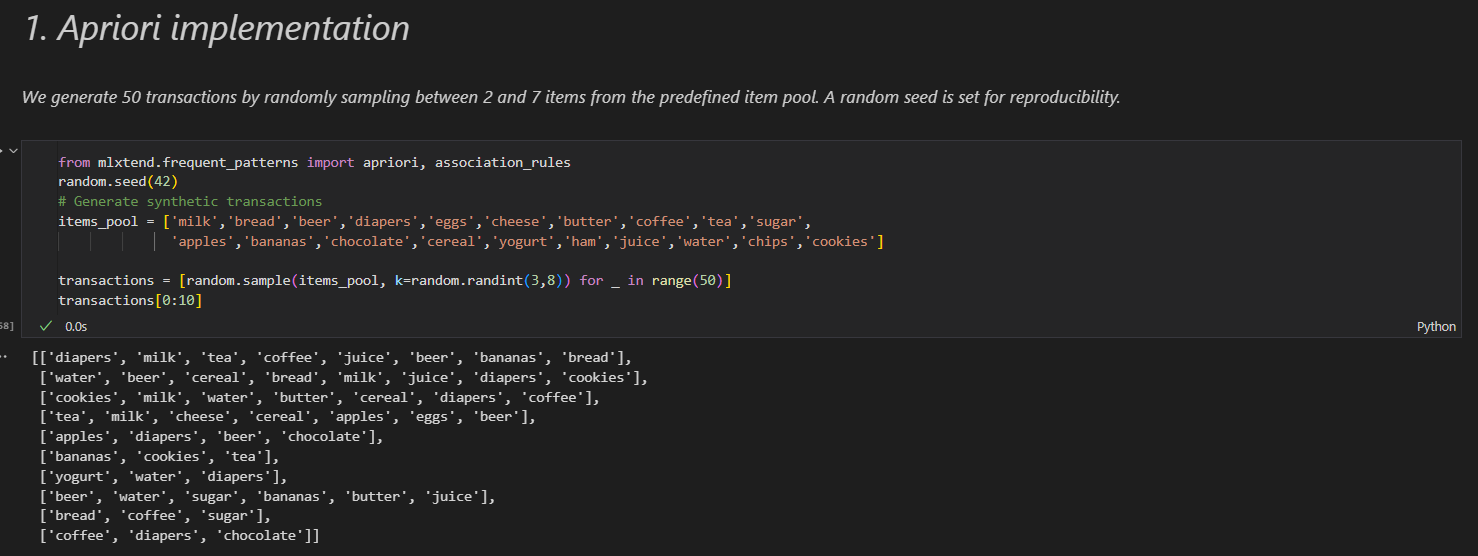 1. Apriori implementation
We generate 50 transactions by randomly sampling between 2 and 7 items from the predefined item pool. A random seed is set for reproducibility.
from mlxtend.frequent_patterns import apriori, association_rules
random.seed(42)
# Generate synthetic transactions
items_pool = ['milk','bread','beer','diapers','eggs','cheese','butter','coffee','tea','sugar',
'apples','bananas','chocolate','cereal','yogurt','ham','juice','water','chips','cookies']
transactions = [random.sample(items_pool, k=random.randint(3,8)) for _ in range(50)]
transactions[0:10]
58] ✓ 0.0s Python
[['diapers', 'milk', 'tea', 'coffee', 'juice', 'beer', 'bananas', 'bread'],
['water', 'beer', 'cereal', 'bread', 'milk', 'juice', 'diapers', 'cookies'],
['cookies', 'milk', 'water', 'butter', 'cereal', 'diapers', 'coffee'],
['tea', 'milk', 'cheese', 'cereal', 'apples', 'eggs', 'beer'],
['apples', 'diapers', 'beer', 'chocolate'],
['bananas', 'cookies', 'tea'],
['yogurt', 'water', 'diapers'],
['beer', 'water', 'sugar', 'bananas', 'butter', 'juice'],
['bread', 'coffee', 'sugar'],
['coffee', 'diapers', 'chocolate']]